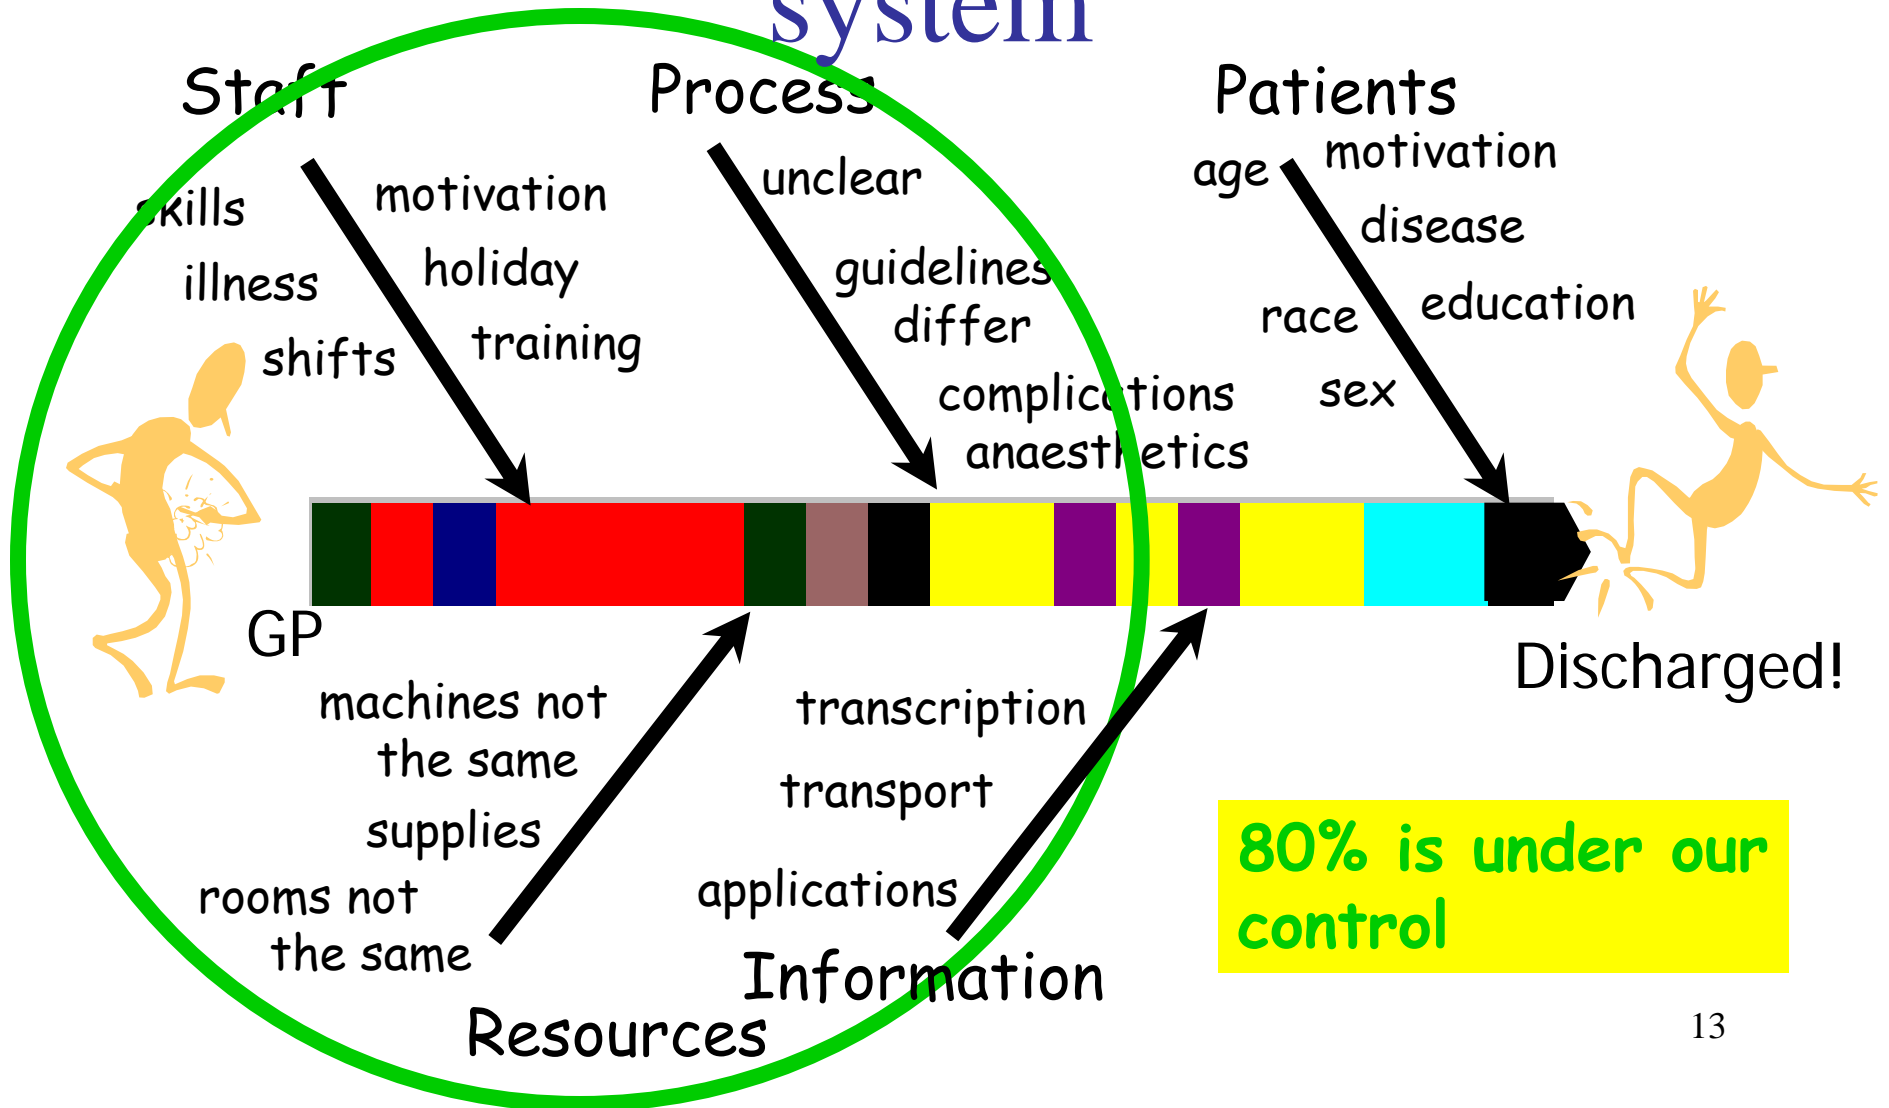 system
Staff
Process
Patients
skills
illness
shifts
motivation
holiday
training
unclear
guidelines
differ
complications
anaesthetics
age
motivation
disease
race
education
sex
GP
Discharged!
machines not
the same
supplies
rooms not
the same
Resources
transcription
transport
applications
Information
80% is under our
control
13